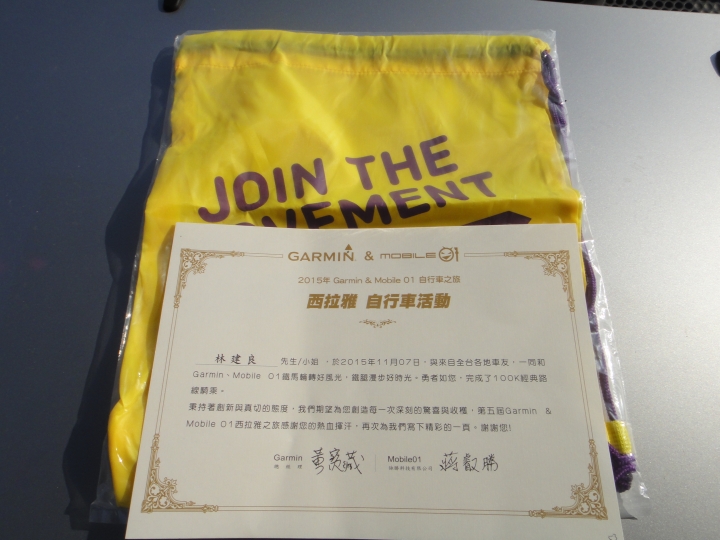 JOIN THE
MOVEMENT
GARMIN & MOBILE01
2015年 Garmin & Mobile 01 自行車之旅
西拉雅 自行車活動
林建良 先生/小姐,於2015年11月07日,與來自全台各地車友,一同和
Garmin、Mobile 01鐵馬輪轉好風光,鐵腿漫步好時光。勇者如您,完成了100K經典路
線騎乘。
秉持著創新與真切的態度,我們期望為您創造每一次深刻的驚喜與收穫,第五屆Garmin &
Mobile 01西拉雅之旅感謝您的熱血揮汗,再次為我們寫下精彩的一頁。謝謝您!
Garmin Mobile01
總經理